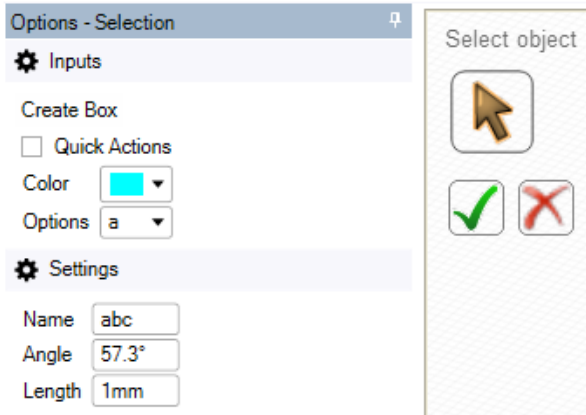 Options - Selection
Inputs
Create Box
Quick Actions
Color
Options a
Settings
Name abc
Angle 57.3°
Length 1mm
Select object